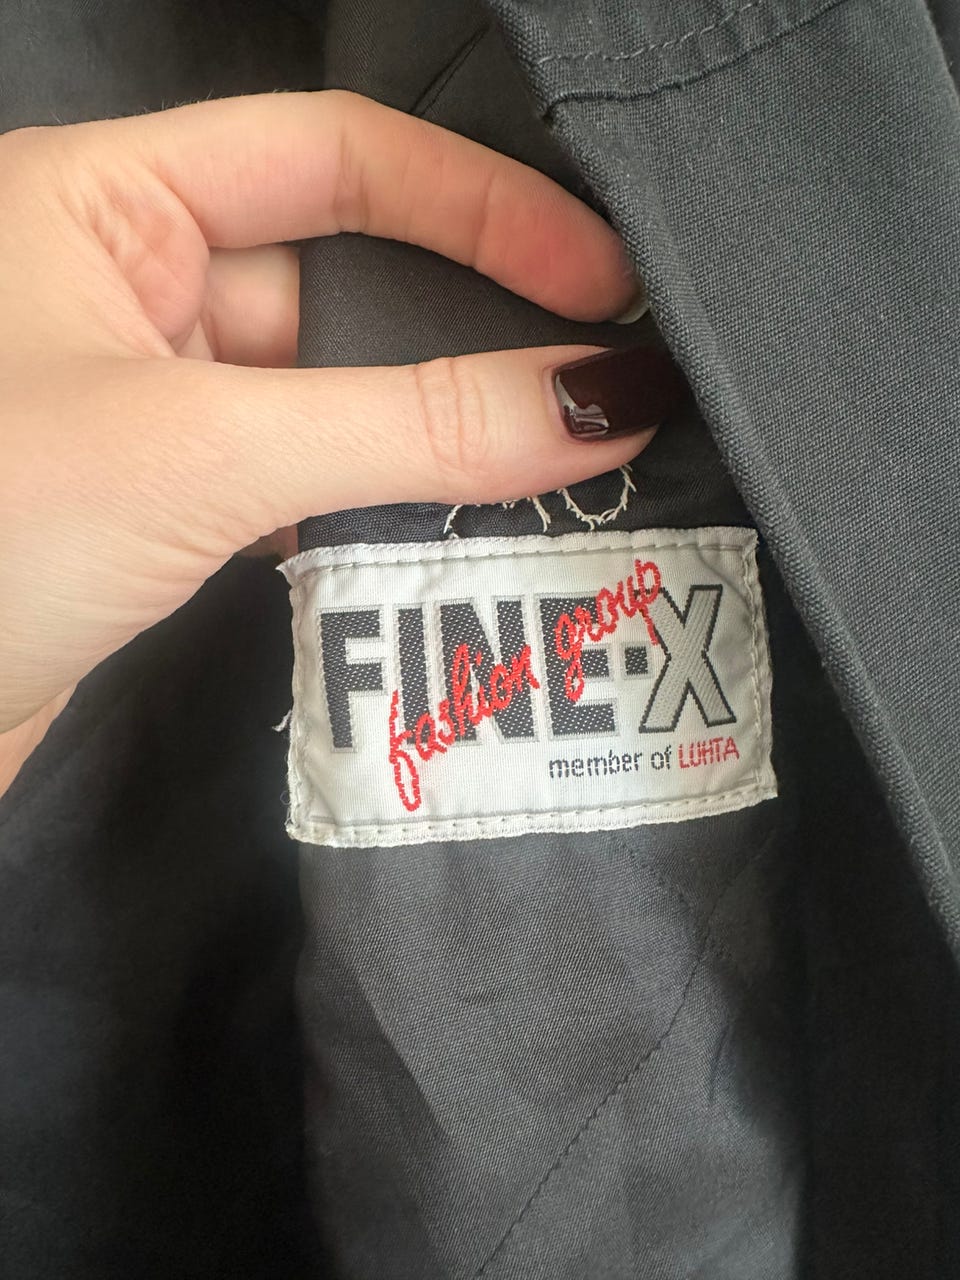 FINE·X
fashion group
member of LUHTA